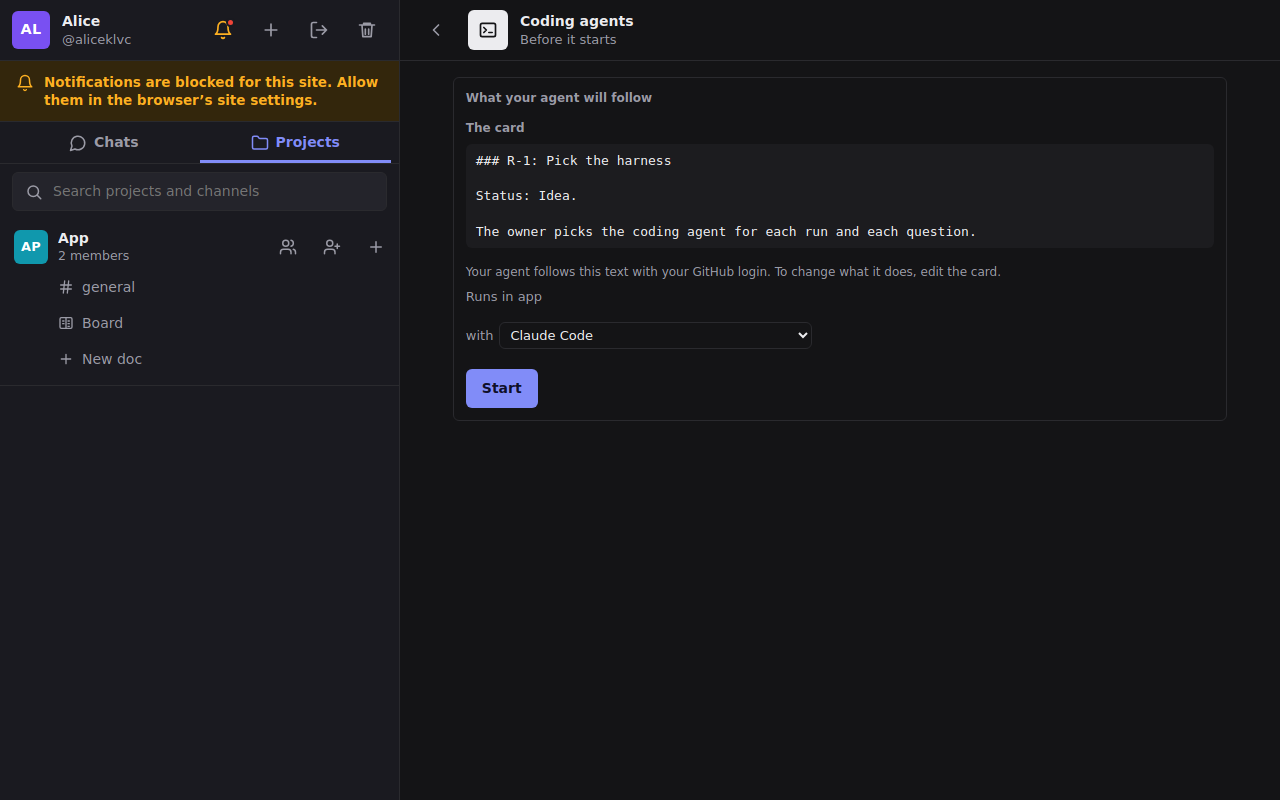 AL
Alice
@aliceklvc
Notifications are blocked for this site. Allow
them in the browser’s site settings.
Chats
Projects
Search projects and channels
AP
App
2 members
general
Board
New doc
Coding agents
Before it starts
What your agent will follow
The card
### R-1: Pick the harness
Status: Idea.
The owner picks the coding agent for each run and each question.
Your agent follows this text with your GitHub login. To change what it does, edit the card.
Runs in app
with Claude Code
Start